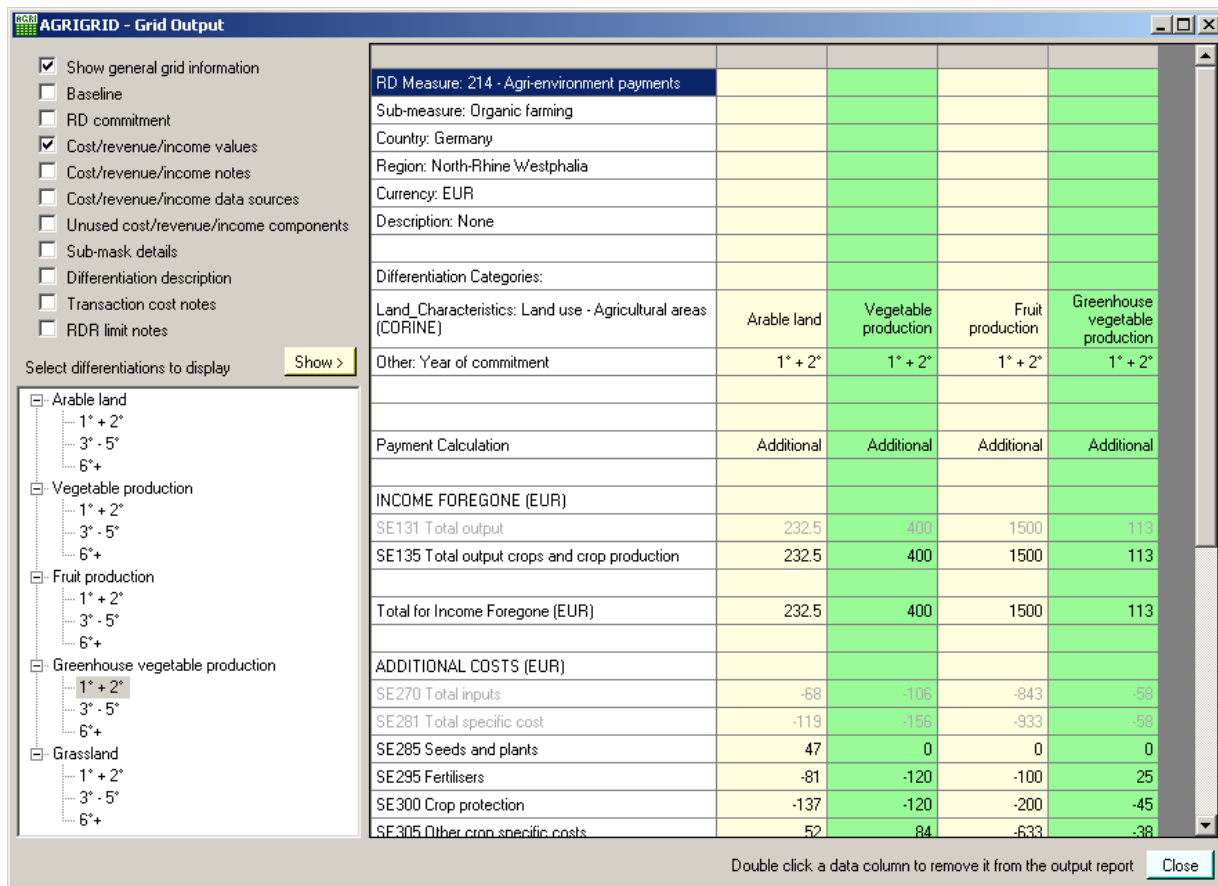 AGRI
AGRIGRID - Grid Output
Show general grid information
Baseline
RD commitment
Cost/revenue/income values
Cost/revenue/income notes
Cost/revenue/income data sources
Unused cost/revenue/income components
Sub-mask details
Differentiation description
Transaction cost notes
RDR limit notes
Select differentiations to display
Show >
Arable land
1° + 2°
3° - 5°
6°+
Vegetable production
1° + 2°
3° - 5°
6°+
Fruit production
1° + 2°
3° - 5°
6°+
Greenhouse vegetable production
1° + 2°
3° - 5°
6°+
Grassland
1° + 2°
3° - 5°
6°+
RD Measure: 214 - Agri-environment payments
Sub-measure: Organic farming
Country: Germany
Region: North-Rhine Westphalia
Currency: EUR
Description: None
Differentiation Categories:
Land_Characteristics: Land use - Agricultural areas (CORINE) Arable land Vegetable production Fruit production Greenhouse vegetable production
Other: Year of commitment 1° + 2° 1° + 2° 1° + 2° 1° + 2°
Payment Calculation Additional Additional Additional Additional
INCOME FOREGONE (EUR)
SE131 Total output 232.5 400 1500 113
SE135 Total output crops and crop production 232.5 400 1500 113
Total for Income Foregone (EUR) 232.5 400 1500 113
ADDITIONAL COSTS (EUR)
SE270 Total inputs -68 -106 -843 -58
SE281 Total specific cost -119 -156 -933 -58
SE285 Seeds and plants 47 0 0 0
SE295 Fertilisers -81 -120 -100 25
SE300 Crop protection -137 -120 -200 -45
SE305 Other crop specific costs 52 84 -633 -38
Double click a data column to remove it from the output report
Close